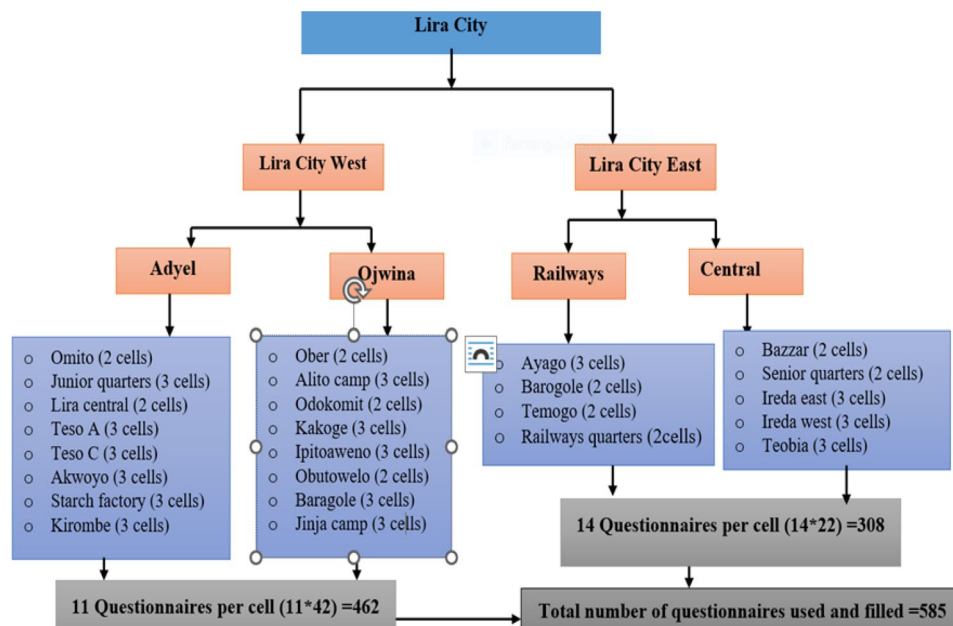 Lira City
Lira City West
Lira City East
Adyel
Ojwina
Railways
Central
Omito (2 cells)
Junior quarters (3 cells)
Lira central (2 cells)
Teso A (3 cells)
Teso C (3 cells)
Akwoyo (3 cells)
Starch factory (3 cells)
Kirombe (3 cells)
Ober (2 cells)
Alito camp (3 cells)
Odokomit (2 cells)
Kakoge (3 cells)
Ipitoaweno (3 cells)
Obutowelo (2 cells)
Baragole (3 cells)
Jinja camp (3 cells)
Ayago (3 cells)
Barogole (2 cells)
Temogo (2 cells)
Railways quarters (2cells)
Bazzar (2 cells)
Senior quarters (2 cells)
Ireda east (3 cells)
Ireda west (3 cells)
Teobia (3 cells)
14 Questionnaires per cell (14*22) =308
11 Questionnaires per cell (11*42) =462
Total number of questionnaires used and filled =585